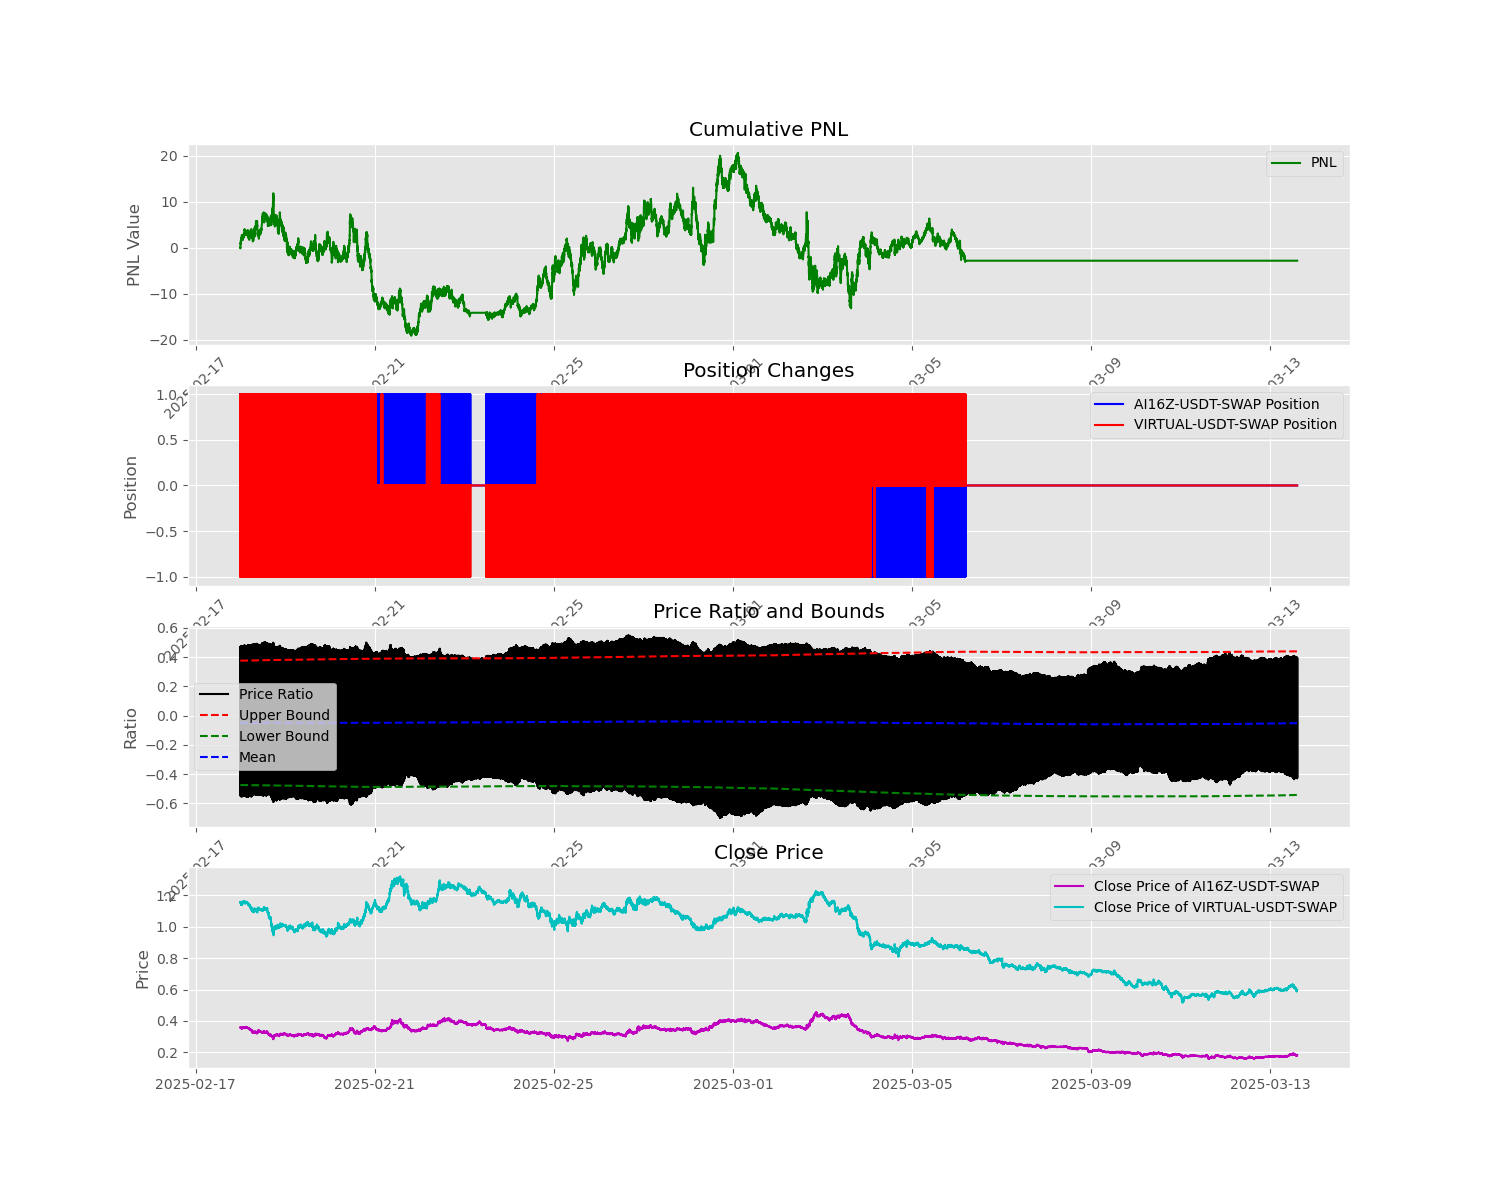 Cumulative PNL
PNL Value
20
10
0
−10
−20
PNL
Position Changes
Position
1.0
0.5
0.0
−0.5
−1.0
AI16Z-USDT-SWAP Position
VIRTUAL-USDT-SWAP Position
Price Ratio and Bounds
Ratio
0.6
0.4
0.2
0.0
−0.2
−0.4
−0.6
Price Ratio
Upper Bound
Lower Bound
Mean
Close Price
Price
1.2
1.0
0.8
0.6
0.4
0.2
Close Price of AI16Z-USDT-SWAP
Close Price of VIRTUAL-USDT-SWAP
2025-02-17
2025-02-21
2025-02-25
2025-03-01
2025-03-05
2025-03-09
2025-03-13